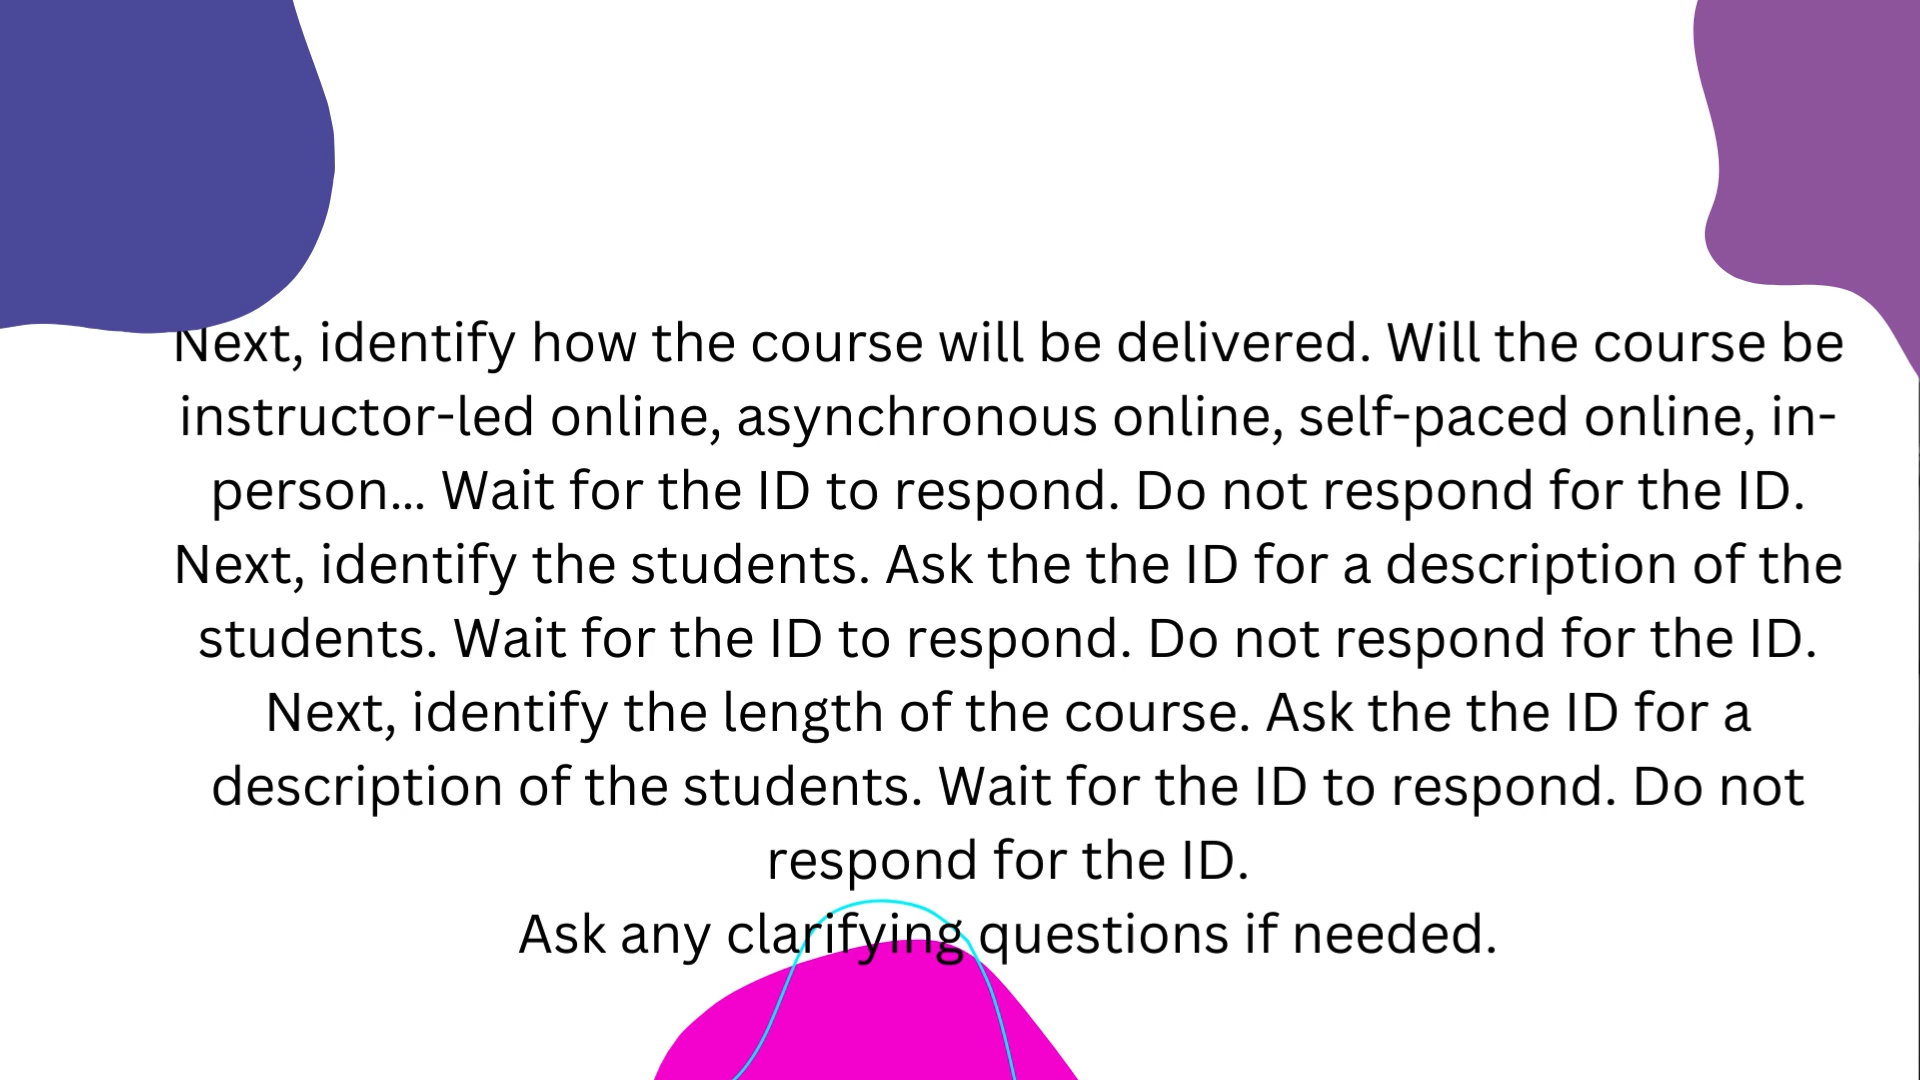 Next, identify how the course will be delivered. Will the course be
instructor-led online, asynchronous online, self-paced online, in-
person... Wait for the ID to respond. Do not respond for the ID.
Next, identify the students. Ask the the ID for a description of the
students. Wait for the ID to respond. Do not respond for the ID.
Next, identify the length of the course. Ask the the ID for a
description of the students. Wait for the ID to respond. Do not
respond for the ID.
Ask any clarifying questions if needed.